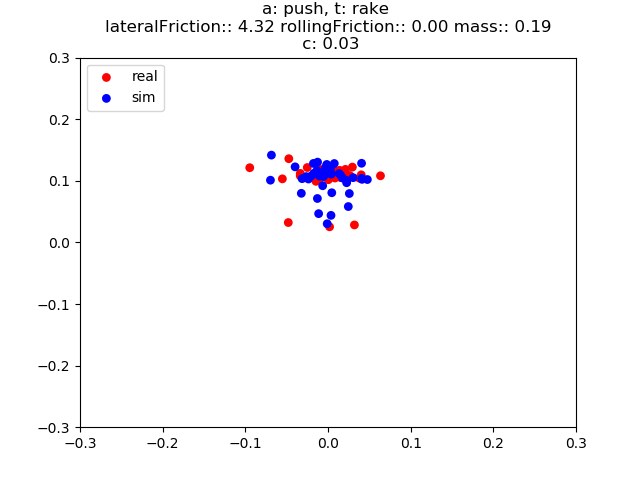 a: push, t: rake
lateralFriction:: 4.32 rollingFriction:: 0.00 mass:: 0.19
c: 0.03
real
sim
0.3
0.2
0.1
0.0
−0.1
−0.2
−0.3
−0.3
−0.2
−0.1
0.0
0.1
0.2
0.3